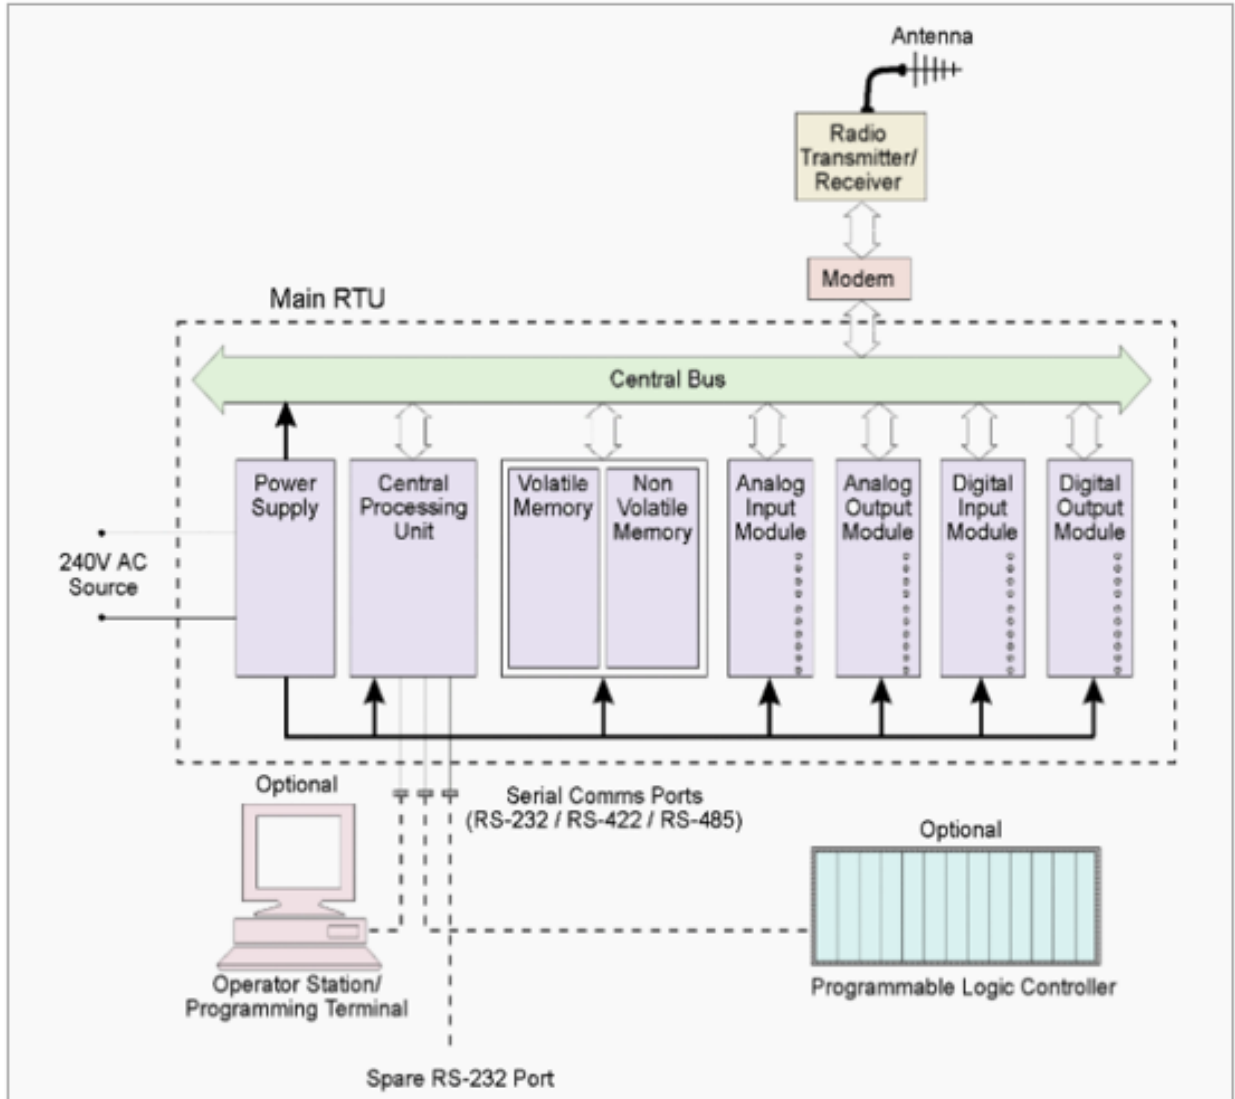 Antenna
Radio
Transmitter/
Receiver
Modem
Main RTU
Central Bus
Power
Supply
Central
Processing
Unit
Volatile
Memory
Non
Volatile
Memory
Analog
Input
Module
Analog
Output
Module
Digital
Input
Module
Digital
Output
Module
240V AC
Source
Optional
Serial Comms Ports
(RS-232 / RS-422 / RS-485)
Optional
Operator Station/
Programming Terminal
Programmable Logic Controller
Spare RS-232 Port